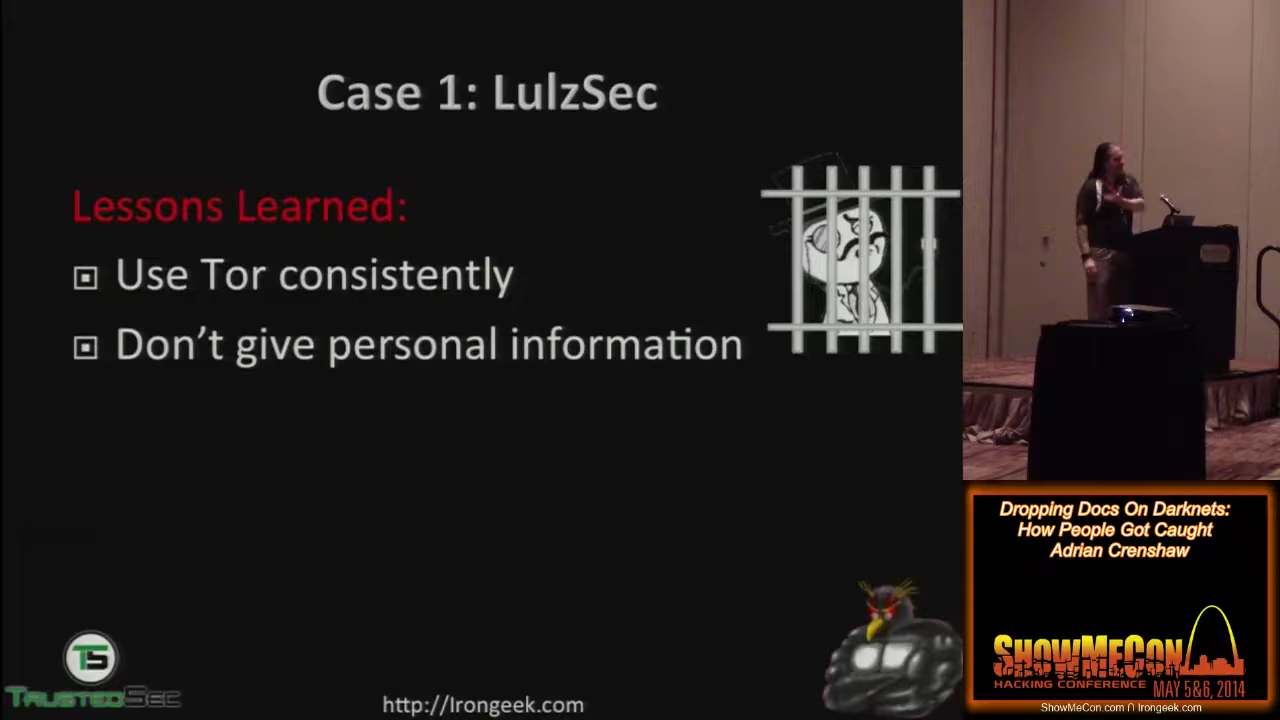 Case 1: LulzSec
Lessons Learned:
Use Tor consistently
Don't give personal information
TS
TRUSTEDSEC
http://Irongeek.com
Dropping Docs On Darknets:
How People Got Caught
Adrian Crenshaw
SHOWMECON
HACKING CONFERENCE
MAY 5&6, 2014
ShowMeCon.com ∩ Irongeek.com